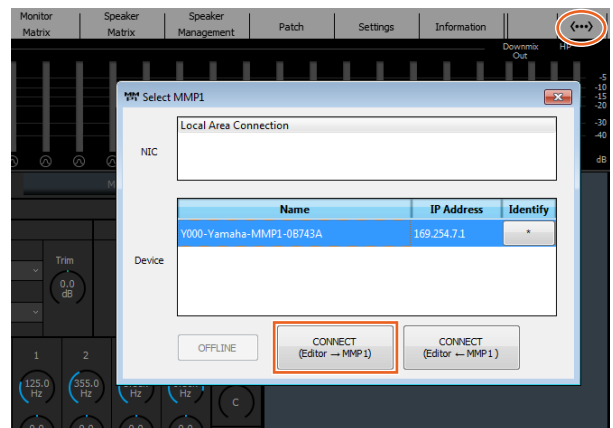 Monitor Matrix
Speaker Matrix
Speaker Management
Patch
Settings
Information
Downmix Out
HP
-5
-10
-15
-20
-30
-40
dB
Select MMP1
NIC
Local Area Connection
Name IP Address Identify
Device
Y000-Yamaha-MMP1-0B743A 169.254.7.1 *
OFFLINE
CONNECT
(Editor → MMP1)
CONNECT
(Editor ← MMP1 )
M
Trim
0.0
dB
1 2
125.0
Hz
355.0
Hz
Hz
Hz
C